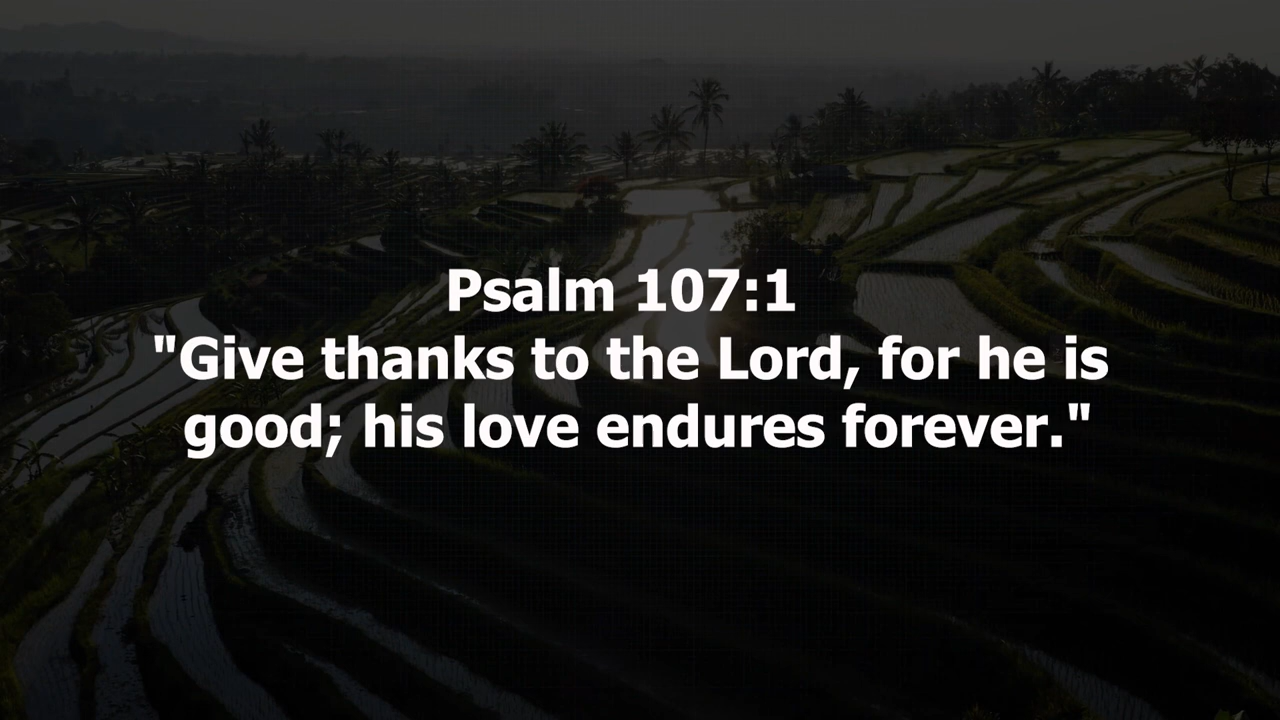 Psalm 107:1
"Give thanks to the Lord, for he is
good; his love endures forever."